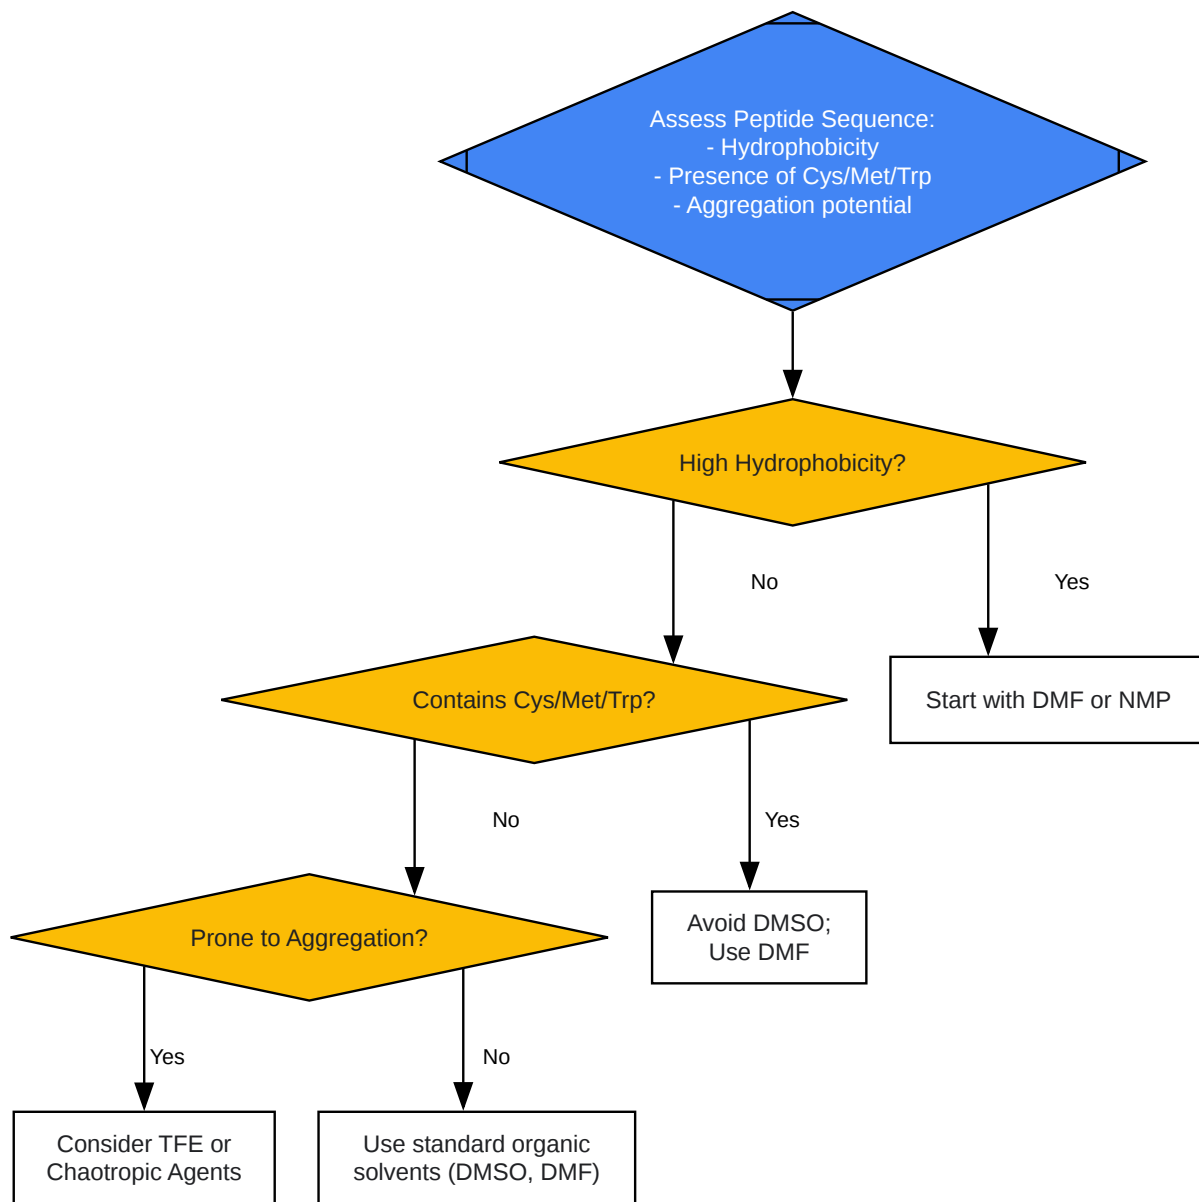 Assess Peptide Sequence:
- Hydrophobicity
- Presence of Cys/Met/Trp
- Aggregation potential
High Hydrophobicity?
No
Yes
Contains Cys/Met/Trp?
Start with DMF or NMP
No
Yes
Prone to Aggregation?
Avoid DMSO;
Use DMF
Yes
No
Consider TFE or
Chaotropic Agents
Use standard organic
solvents (DMSO, DMF)